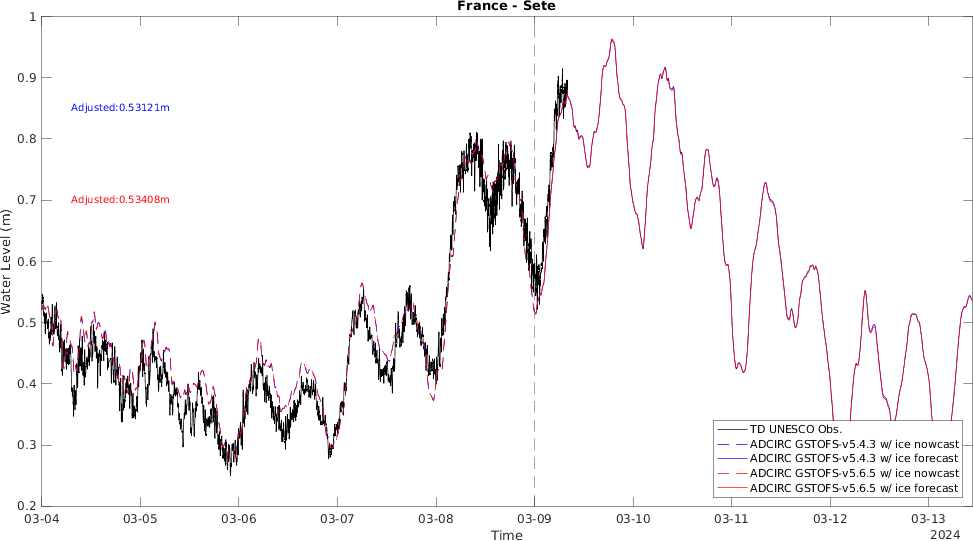 France - Sete
Water Level (m)
1
0.9
0.8
0.7
0.6
0.5
0.4
0.3
0.2
Adjusted:0.53121m
Adjusted:0.53408m
TD UNESCO Obs.
ADCIRC GSTOFS-v5.4.3 w/ ice nowcast
ADCIRC GSTOFS-v5.4.3 w/ ice forecast
ADCIRC GSTOFS-v5.6.5 w/ ice nowcast
ADCIRC GSTOFS-v5.6.5 w/ ice forecast
03-04 03-05 03-06 03-07 03-08 03-09 03-10 03-11 03-12 03-13
Time
2024